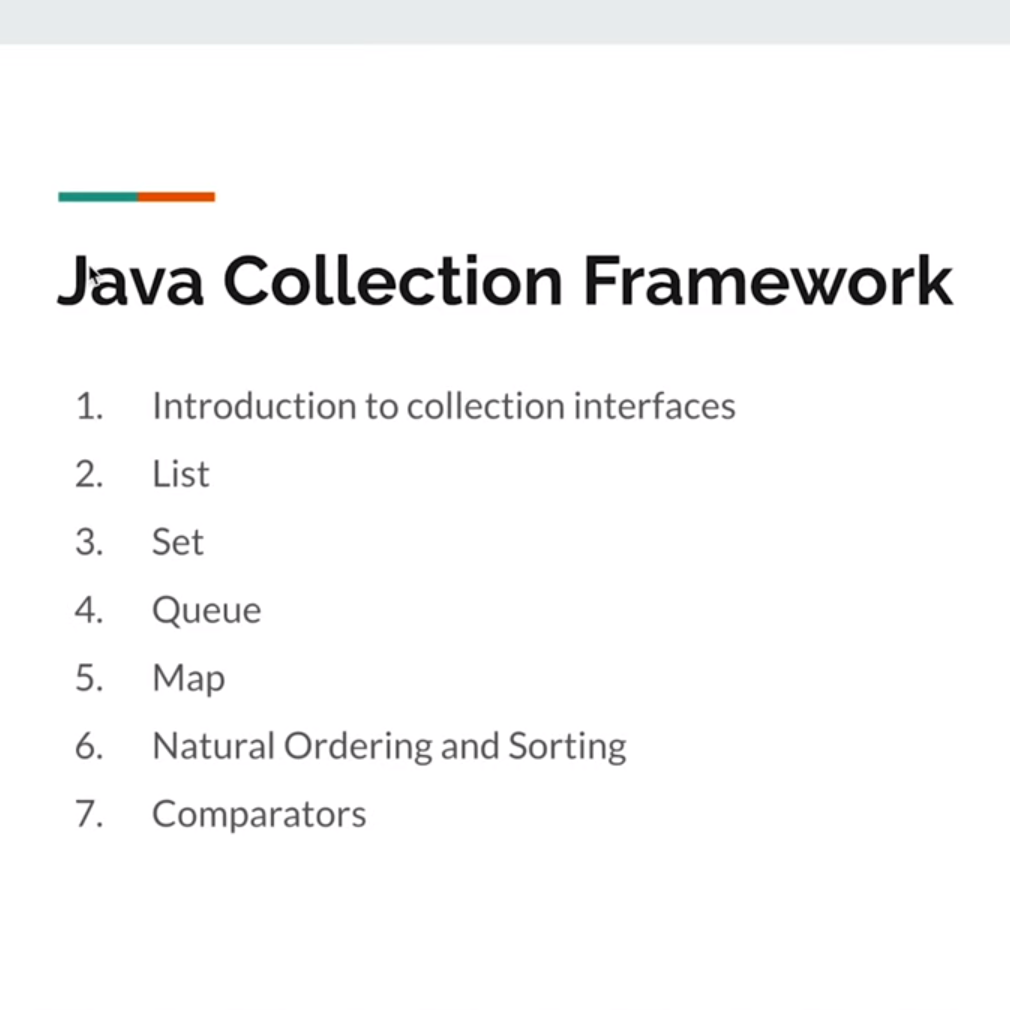 Java Collection Framework
1. Introduction to collection interfaces
2. List
3. Set
4. Queue
5. Map
6. Natural Ordering and Sorting
7. Comparators